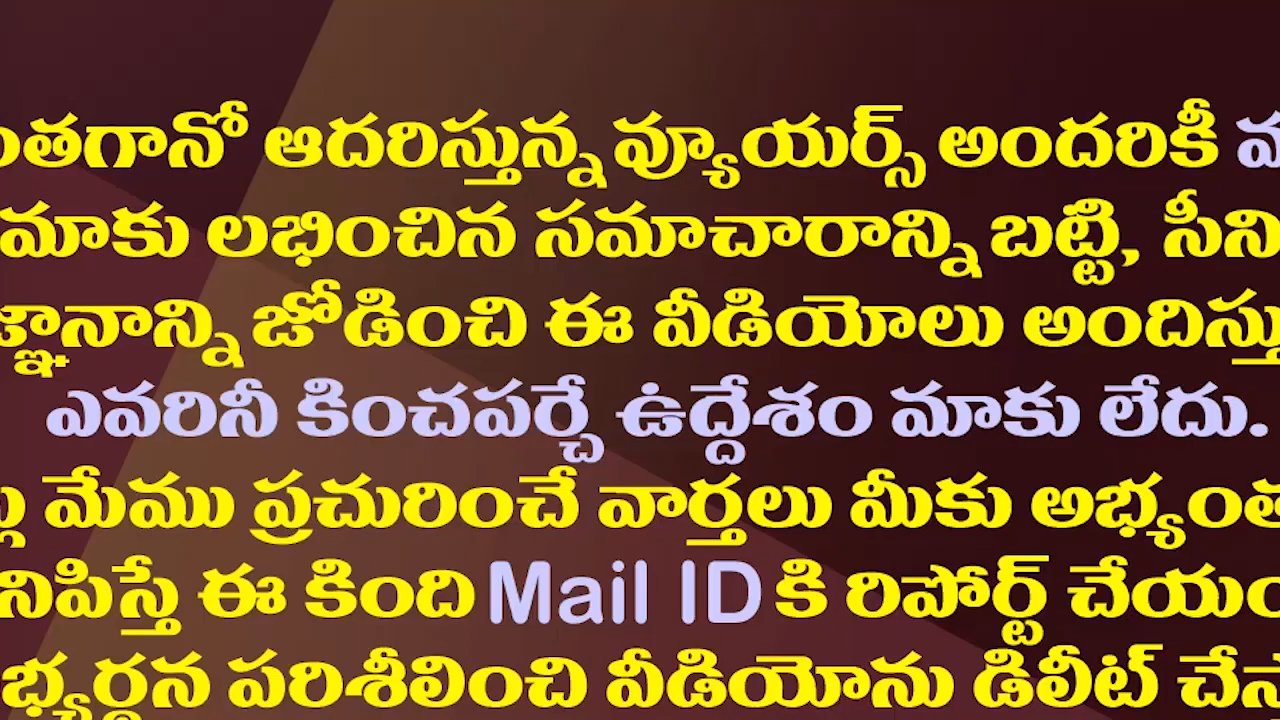 ఆదరిస్తున్న వ్యూయర్స్ అందరికీ
మాకు లభించిన సమాచారాన్ని బట్టి,
జోడించి ఈ వీడియోలు
ఎవరినీ కించపర్చే ఉద్దేశం మాకు లేదు.
మేము ప్రచురించే వార్తలు మీకు
ఈ కింది Mail ID కి రిపోర్ట్
పరిశీలించి వీడియోను డిలీట్